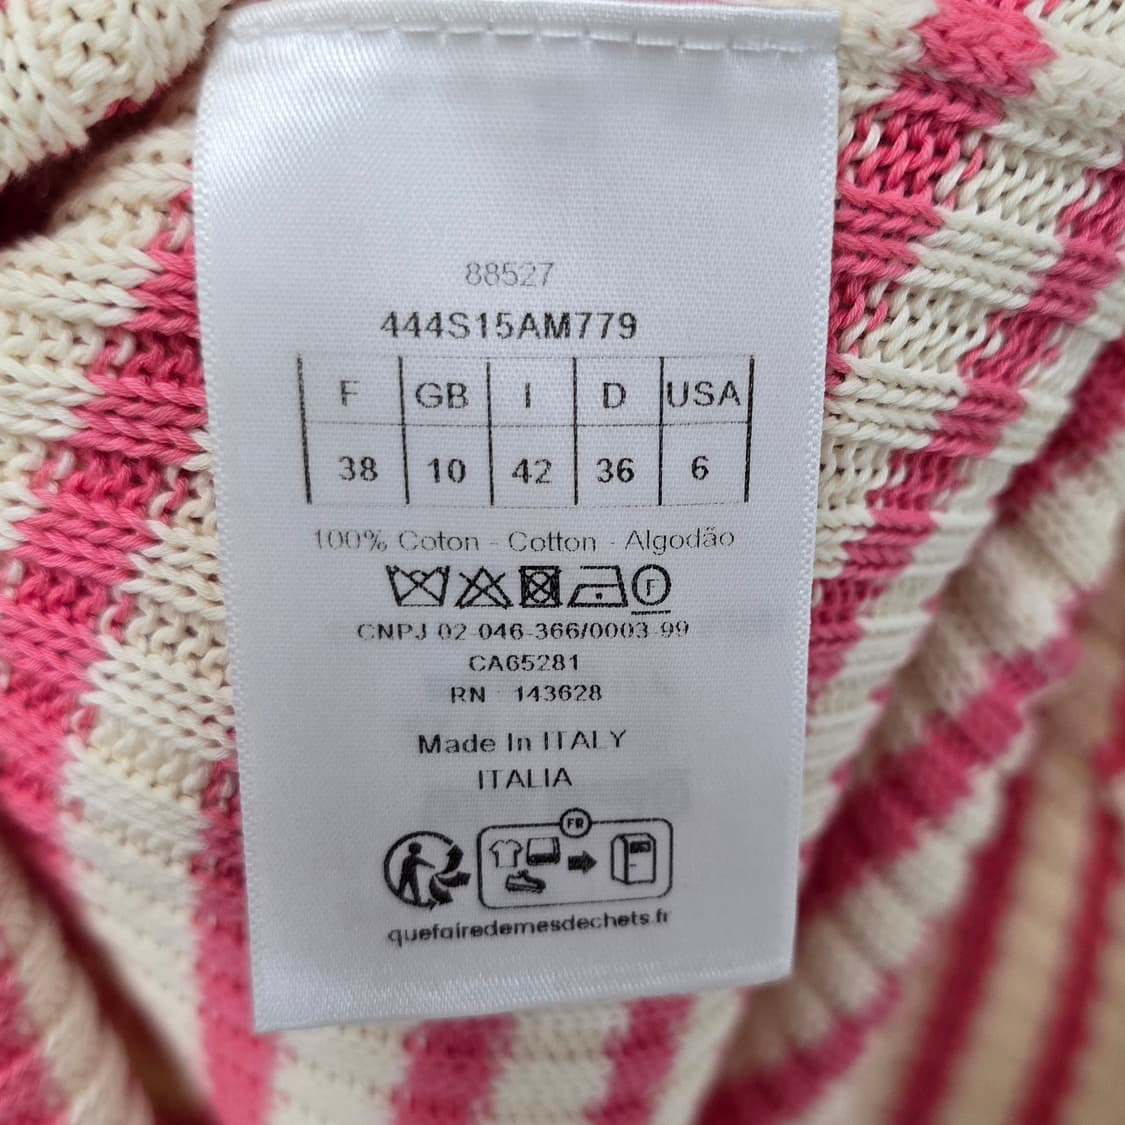 88527
444S15AM779
F GB I D USA
38 10 42 36 6
100% Coton - Cotton - Algodão
F
CNPJ 02-046-366/0003-99
CA65281
RN : 143628
Made In ITALY
ITALIA
FR
quefairedemesdechets.fr